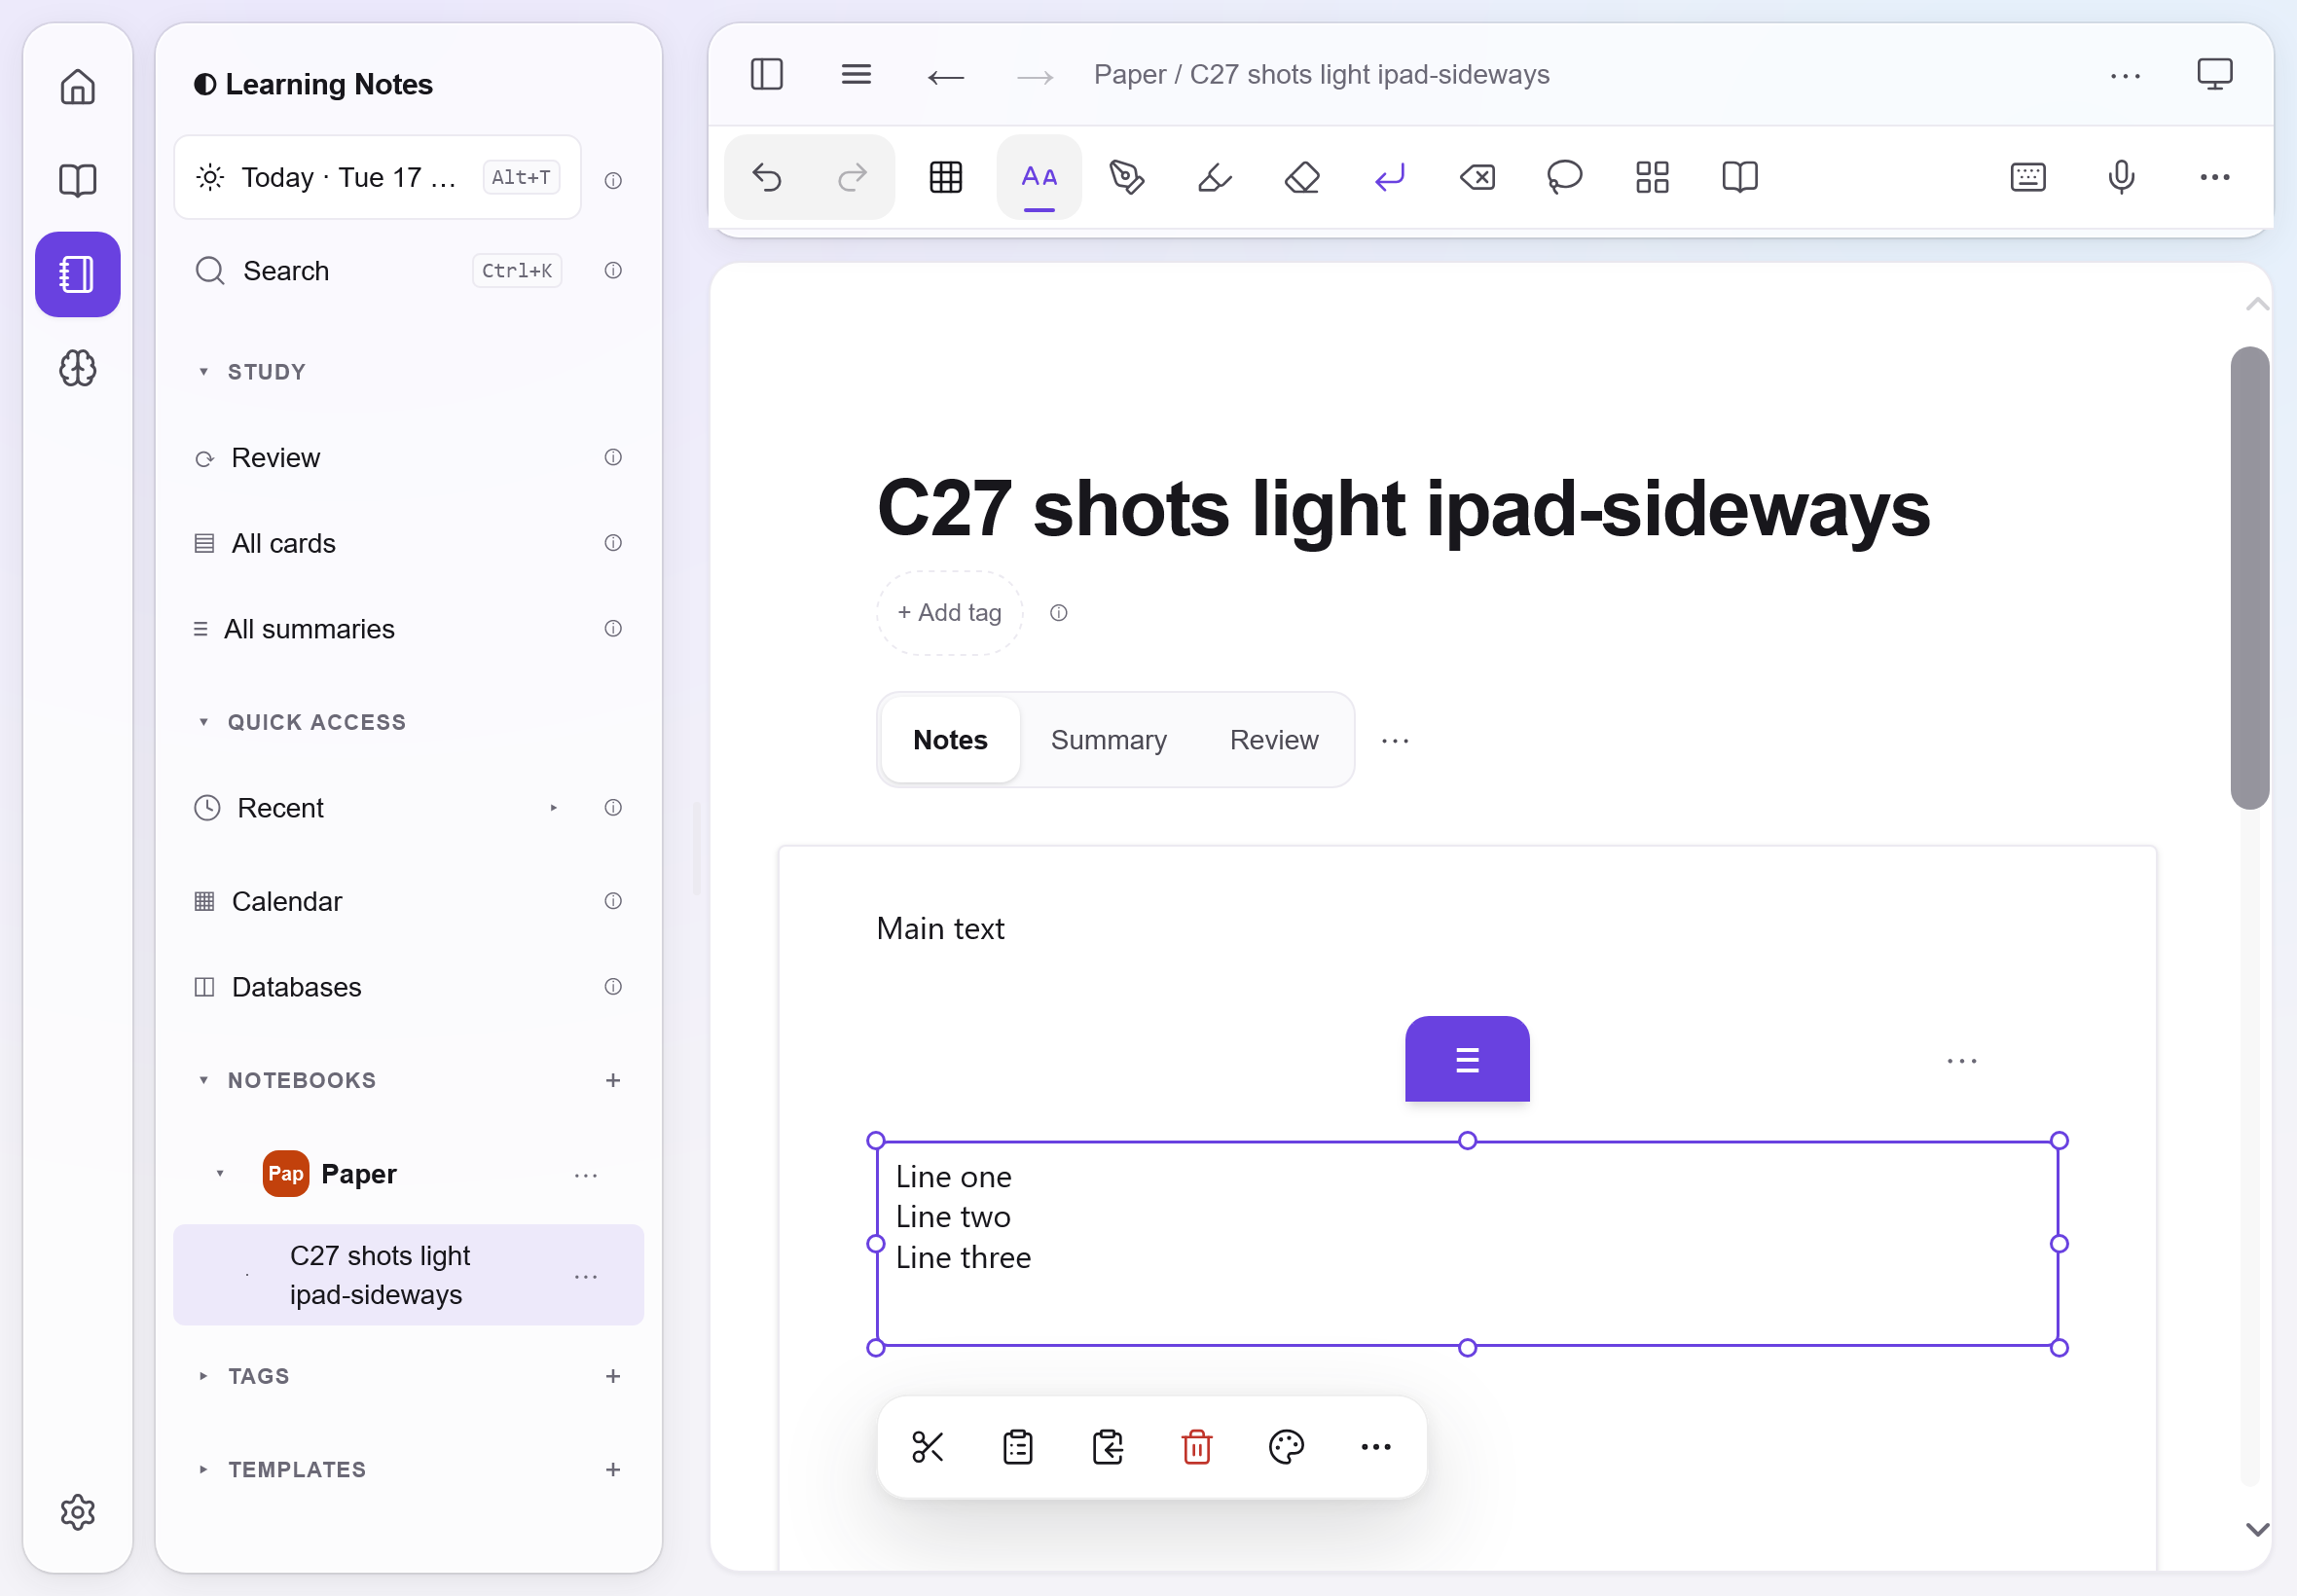 Learning Notes
Today · Tue 17 ... Alt+T
Search Ctrl+K
STUDY
Review
All cards
All summaries
QUICK ACCESS
Recent
Calendar
Databases
NOTEBOOKS
Pap Paper
C27 shots light
ipad-sideways
TAGS
TEMPLATES
Paper / C27 shots light ipad-sideways
C27 shots light ipad-sideways
+ Add tag
Notes Summary Review
Main text
Line one
Line two
Line three